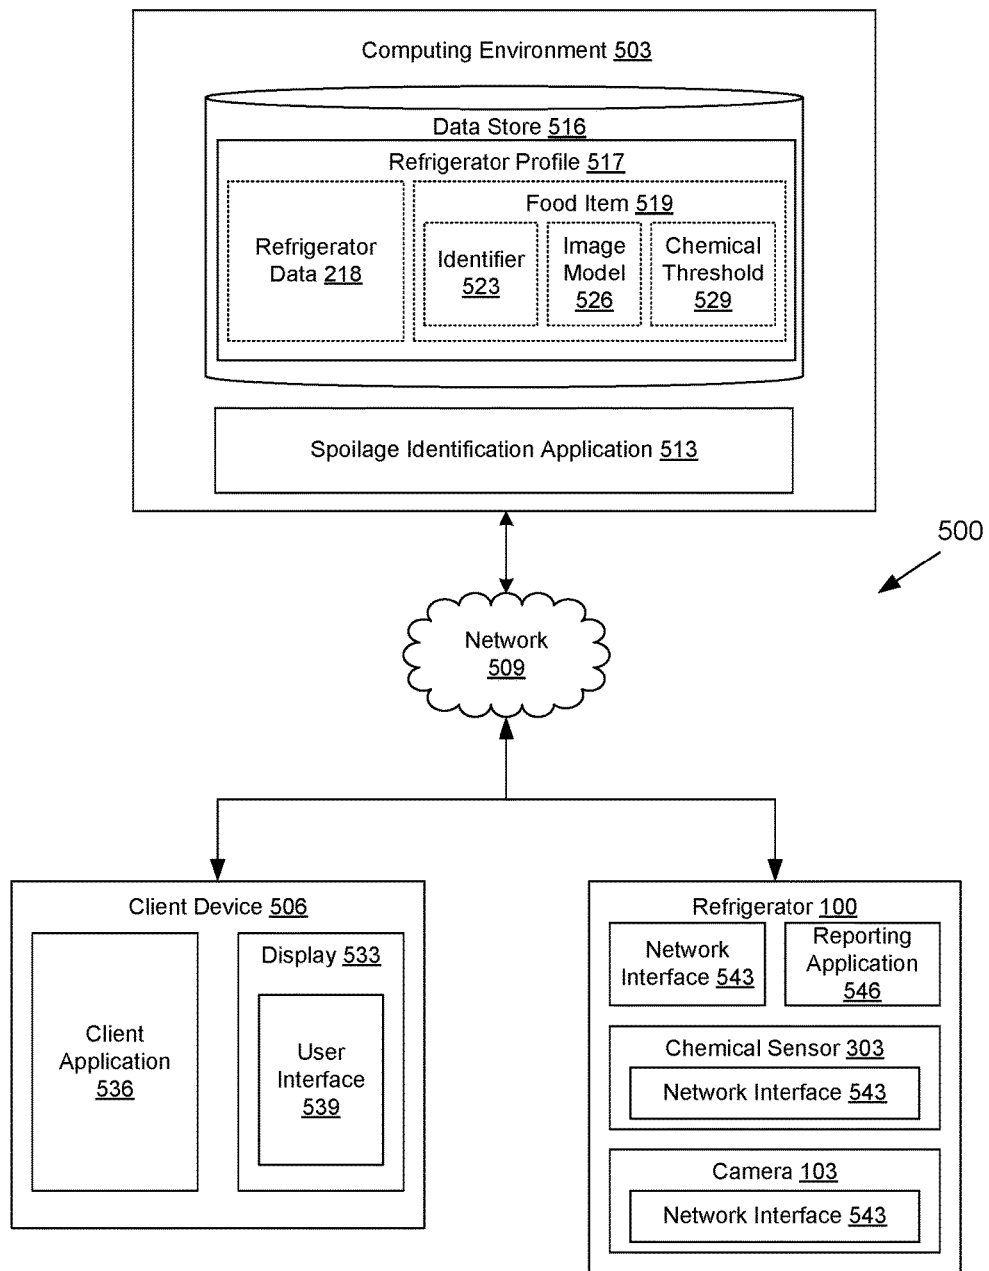 Computing Environment 503
Data Store 516
Refrigerator Profile 517
Refrigerator
Data 218
Food Item 519
Identifier
523
Image
Model
526
Chemical
Threshold
529
Spoilage Identification Application 513
500
Network
509
Client Device 506
Client
Application
536
Display 533
User
Interface
539
Refrigerator 100
Network
Interface 543
Reporting
Application
546
Chemical Sensor 303
Network Interface 543
Camera 103
Network Interface 543